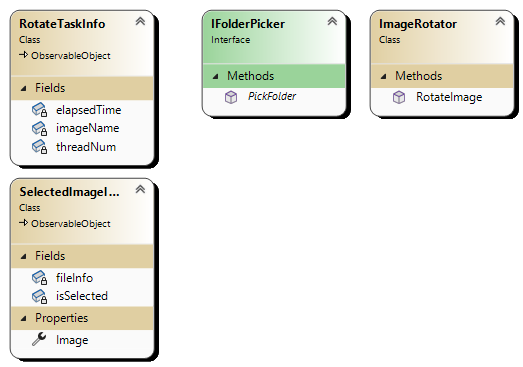 RotateTaskInfo
Class
ObservableObject
Fields
elapsedTime
imageName
threadNum
IFolderPicker
Interface
Methods
PickFolder
ImageRotator
Class
Methods
RotateImage
SelectedImageI...
Class
ObservableObject
Fields
fileInfo
isSelected
Properties
Image